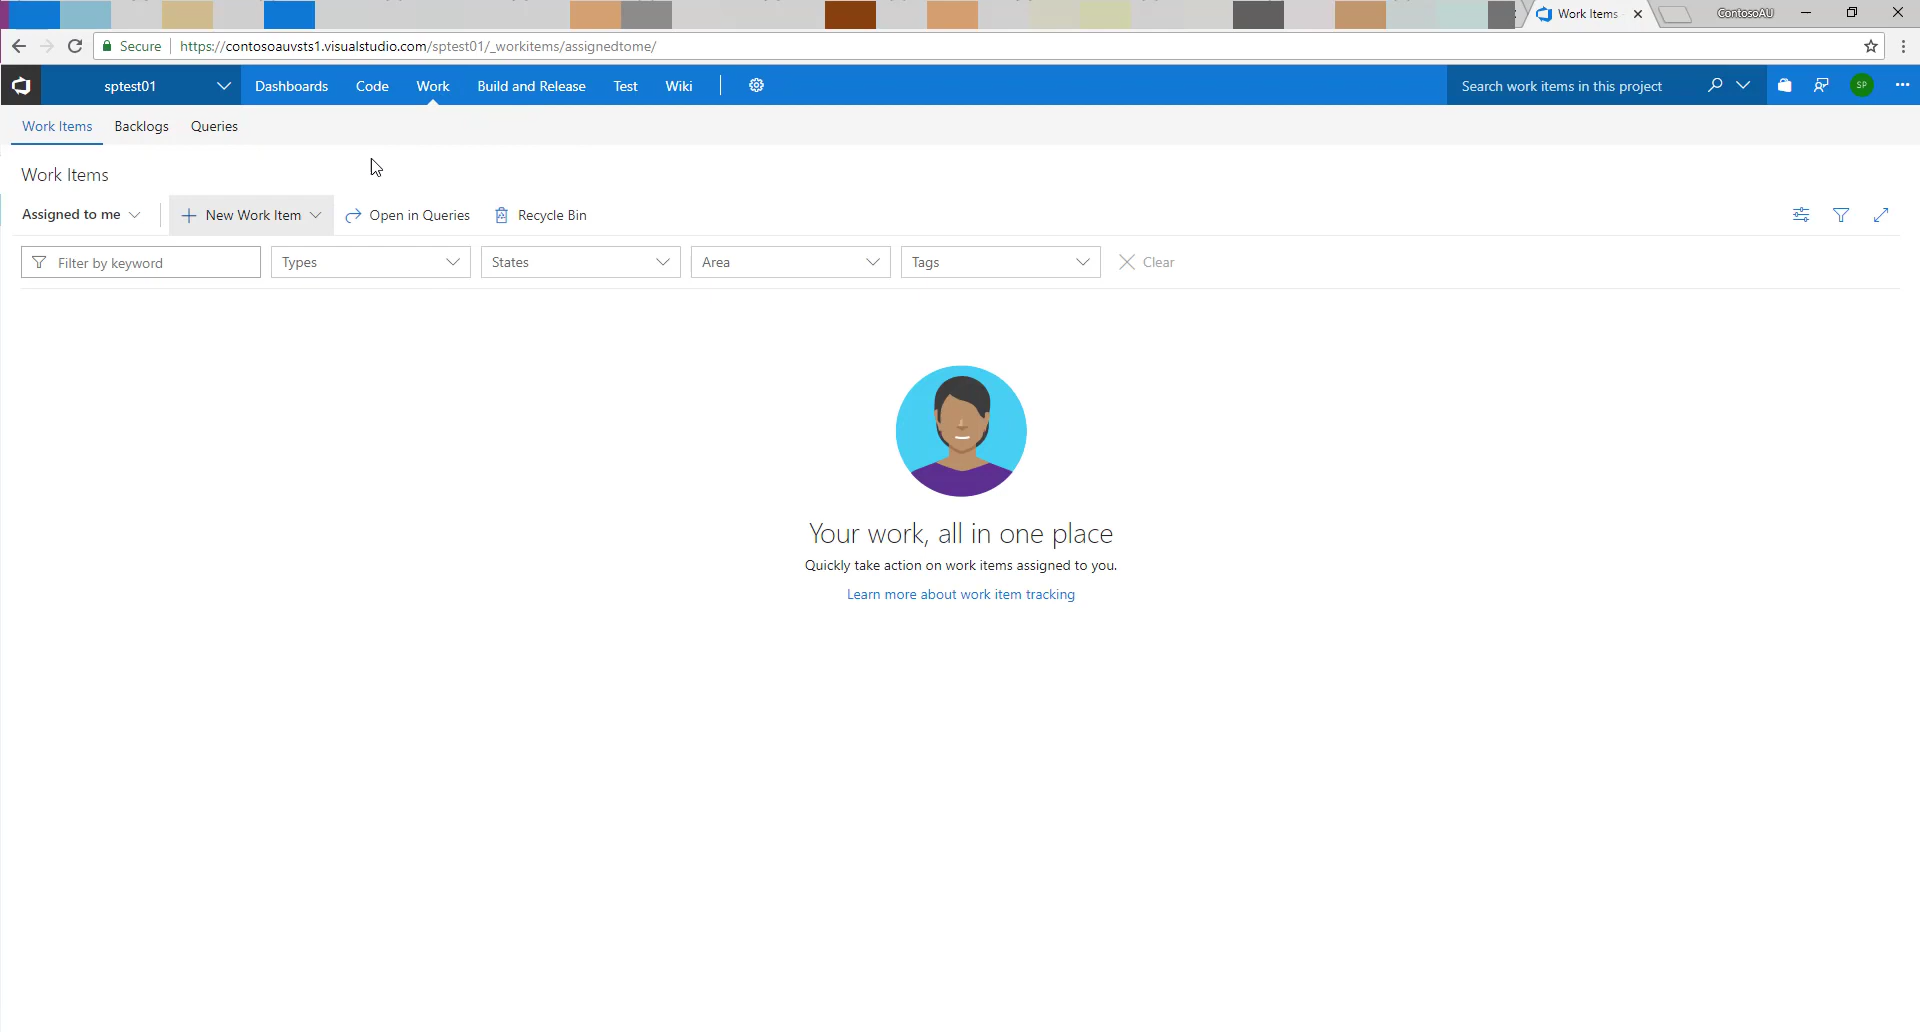 Work Items
ContosoAU
Secure
https://contosoauvsts1.visualstudio.com/sptest01/_workitems/assignedtome/
sptest01
Dashboards
Code
Work
Build and Release
Test
Wiki
Search work items in this project
SP
Work Items
Backlogs
Queries
Work Items
Assigned to me
New Work Item
Open in Queries
Recycle Bin
Filter by keyword
Types
States
Area
Tags
Clear
Your work, all in one place
Quickly take action on work items assigned to you.
Learn more about work item tracking